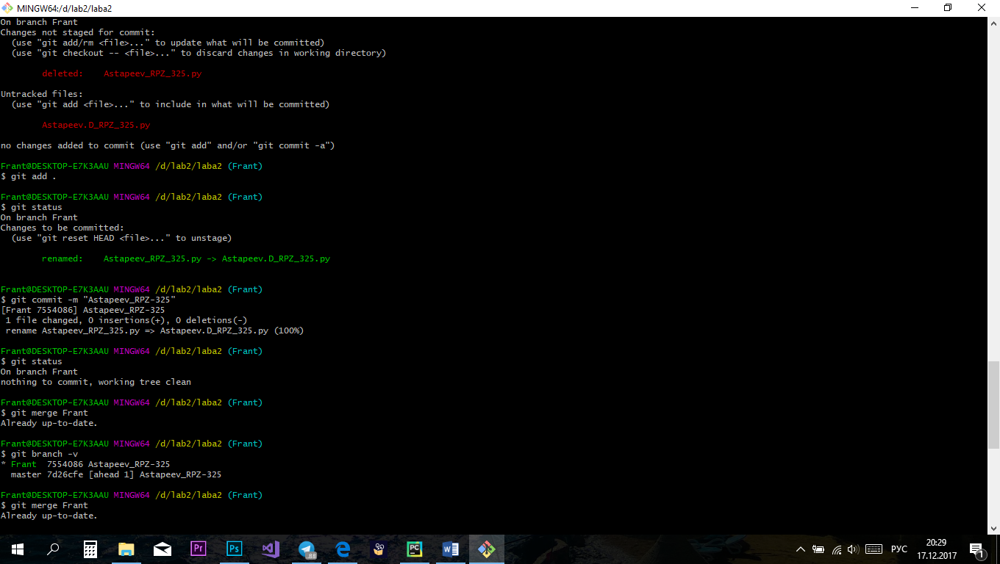 MINGW64:/d/lab2/laba2
On branch Frant
Changes not staged for commit:
(use "git add/rm <file>..." to update what will be committed)
(use "git checkout -- <file>..." to discard changes in working directory)
deleted: Astapeev_RPZ_325.py
Untracked files:
(use "git add <file>..." to include in what will be committed)
Astapeev.D_RPZ_325.py
no changes added to commit (use "git add" and/or "git commit -a")
Frant@DESKTOP-E7K3AAU MINGW64 /d/lab2/laba2 (Frant)
$ git add .
Frant@DESKTOP-E7K3AAU MINGW64 /d/lab2/laba2 (Frant)
$ git status
On branch Frant
Changes to be committed:
(use "git reset HEAD <file>..." to unstage)
renamed: Astapeev_RPZ_325.py -> Astapeev.D_RPZ_325.py
Frant@DESKTOP-E7K3AAU MINGW64 /d/lab2/laba2 (Frant)
$ git commit -m "Astapeev_RPZ-325"
[Frant 7554086] Astapeev_RPZ-325
1 file changed, 0 insertions(+), 0 deletions(-)
rename Astapeev_RPZ_325.py => Astapeev.D_RPZ_325.py (100%)
Frant@DESKTOP-E7K3AAU MINGW64 /d/lab2/laba2 (Frant)
$ git status
On branch Frant
nothing to commit, working tree clean
Frant@DESKTOP-E7K3AAU MINGW64 /d/lab2/laba2 (Frant)
$ git merge Frant
Already up-to-date.
Frant@DESKTOP-E7K3AAU MINGW64 /d/lab2/laba2 (Frant)
$ git branch -v
* Frant 7554086 Astapeev_RPZ-325
master 7d26cfe [ahead 1] Astapeev_RPZ-325
Frant@DESKTOP-E7K3AAU MINGW64 /d/lab2/laba2 (Frant)
$ git merge Frant
Already up-to-date.
Pr
Ps
88
PC
W
РУС
20:29
17.12.2017
1